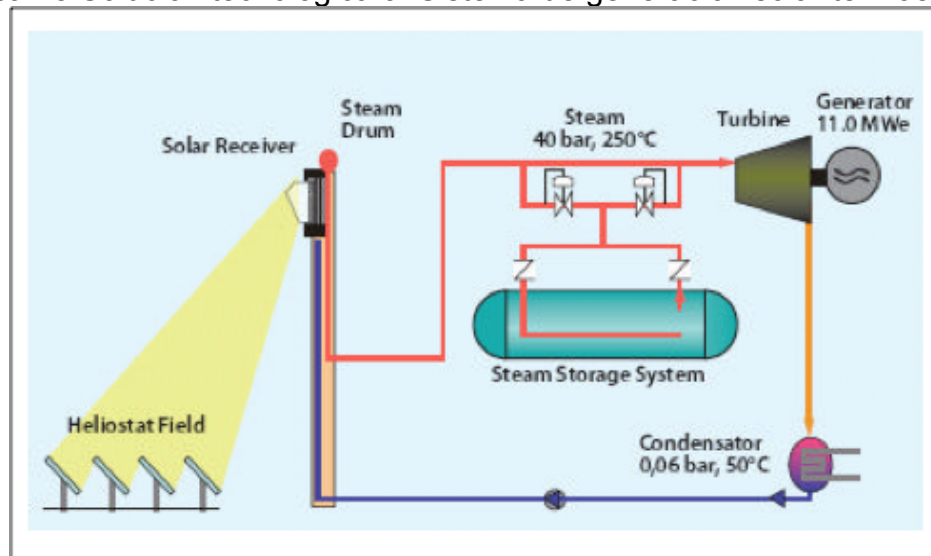 Steam
Drum
Solar Receiver
Steam
40 bar, 250°C
Turbine
Generator
11.0 MWe
Steam Storage System
Heliostat Field
Condensator
0,06 bar, 50°C